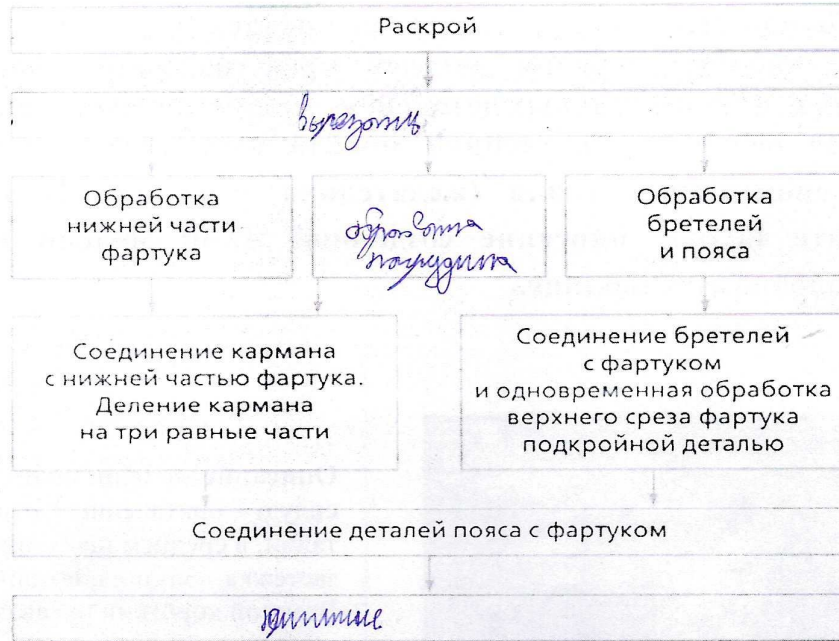 Раскрой
вырезать
Обработка
нижней части
фартука
обработка
нагрудника
Обработка
бретелей
и пояса
Соединение кармана
с нижней частью фартука.
Деление кармана
на три равные части
Соединение бретелей
с фартуком
и одновременная обработка
верхнего среза фартука
подкройной деталью
Соединение деталей пояса с фартуком